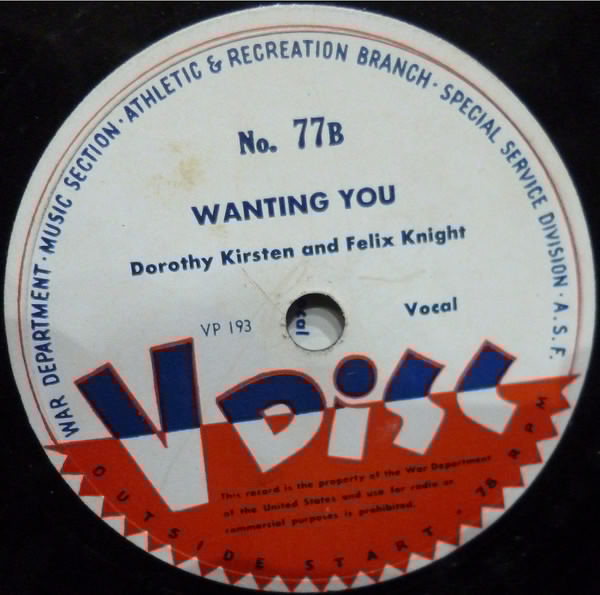 WAR DEPARTMENT · MUSIC SECTION · ATHLETIC & RECREATION BRANCH · SPECIAL SERVICE DIVISION · A.S.F.
No. 77B
WANTING YOU
Dorothy Kirsten and Felix Knight
VP 193
Vocal
V DISC
This record is the property of the War Department
of the United States and use for radio or
commercial purposes is prohibited.
OUTSIDE START · 78 RPM